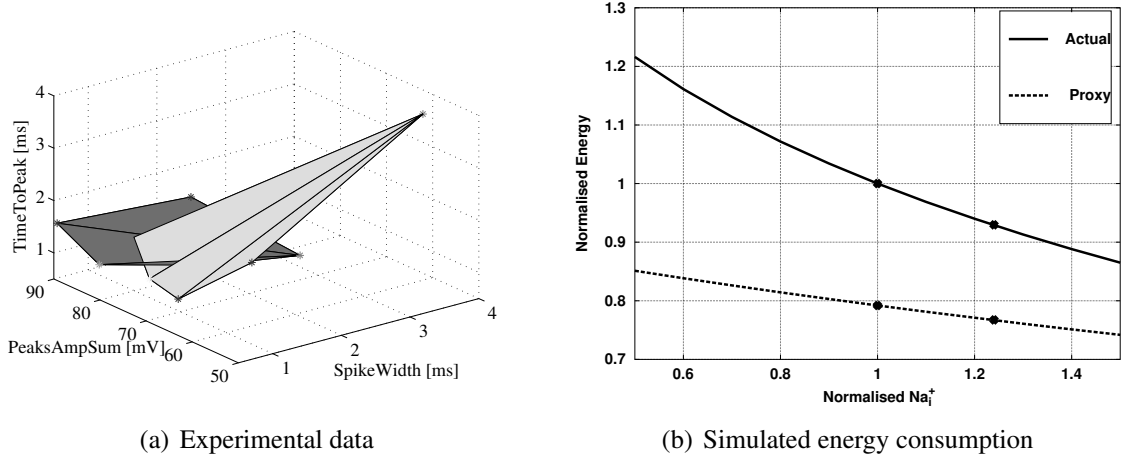 4
3
2
1
TimeToPeak [ms]
90
80
70
60
50
PeaksAmpSum [mV]
1
2
3
4
SpikeWidth [ms]
(a) Experimental data
1.3
1.2
1.1
1
0.9
0.8
0.7
Normalised Energy
0.6
0.8
1
1.2
1.4
Normalised Na_i^+
Actual
Proxy
(b) Simulated energy consumption